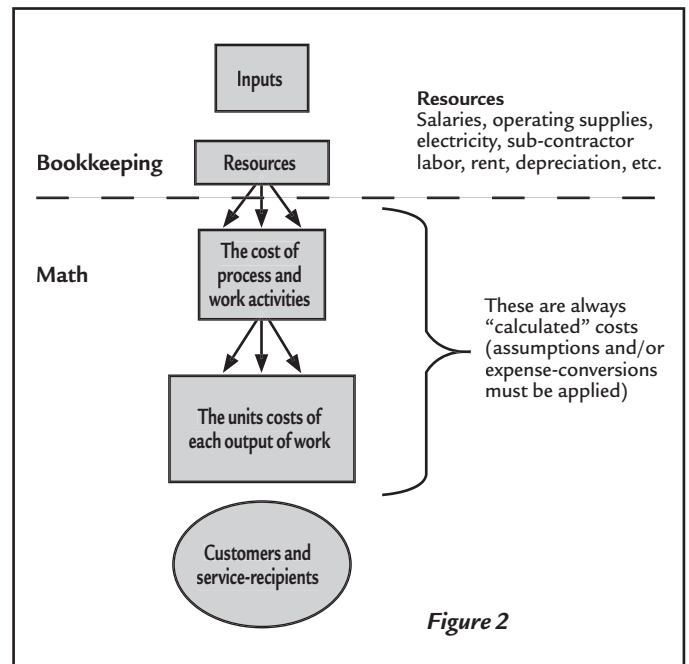 Inputs
Resources
Salaries, operating supplies,
electricity, sub-contractor
labor, rent, depreciation, etc.
Bookkeeping
Resources
Math
The cost of
process and
work activities
These are always
“calculated” costs
(assumptions and/or
expense-conversions
must be applied)
The units costs of
each output of work
Customers and
service-recipients
Figure 2